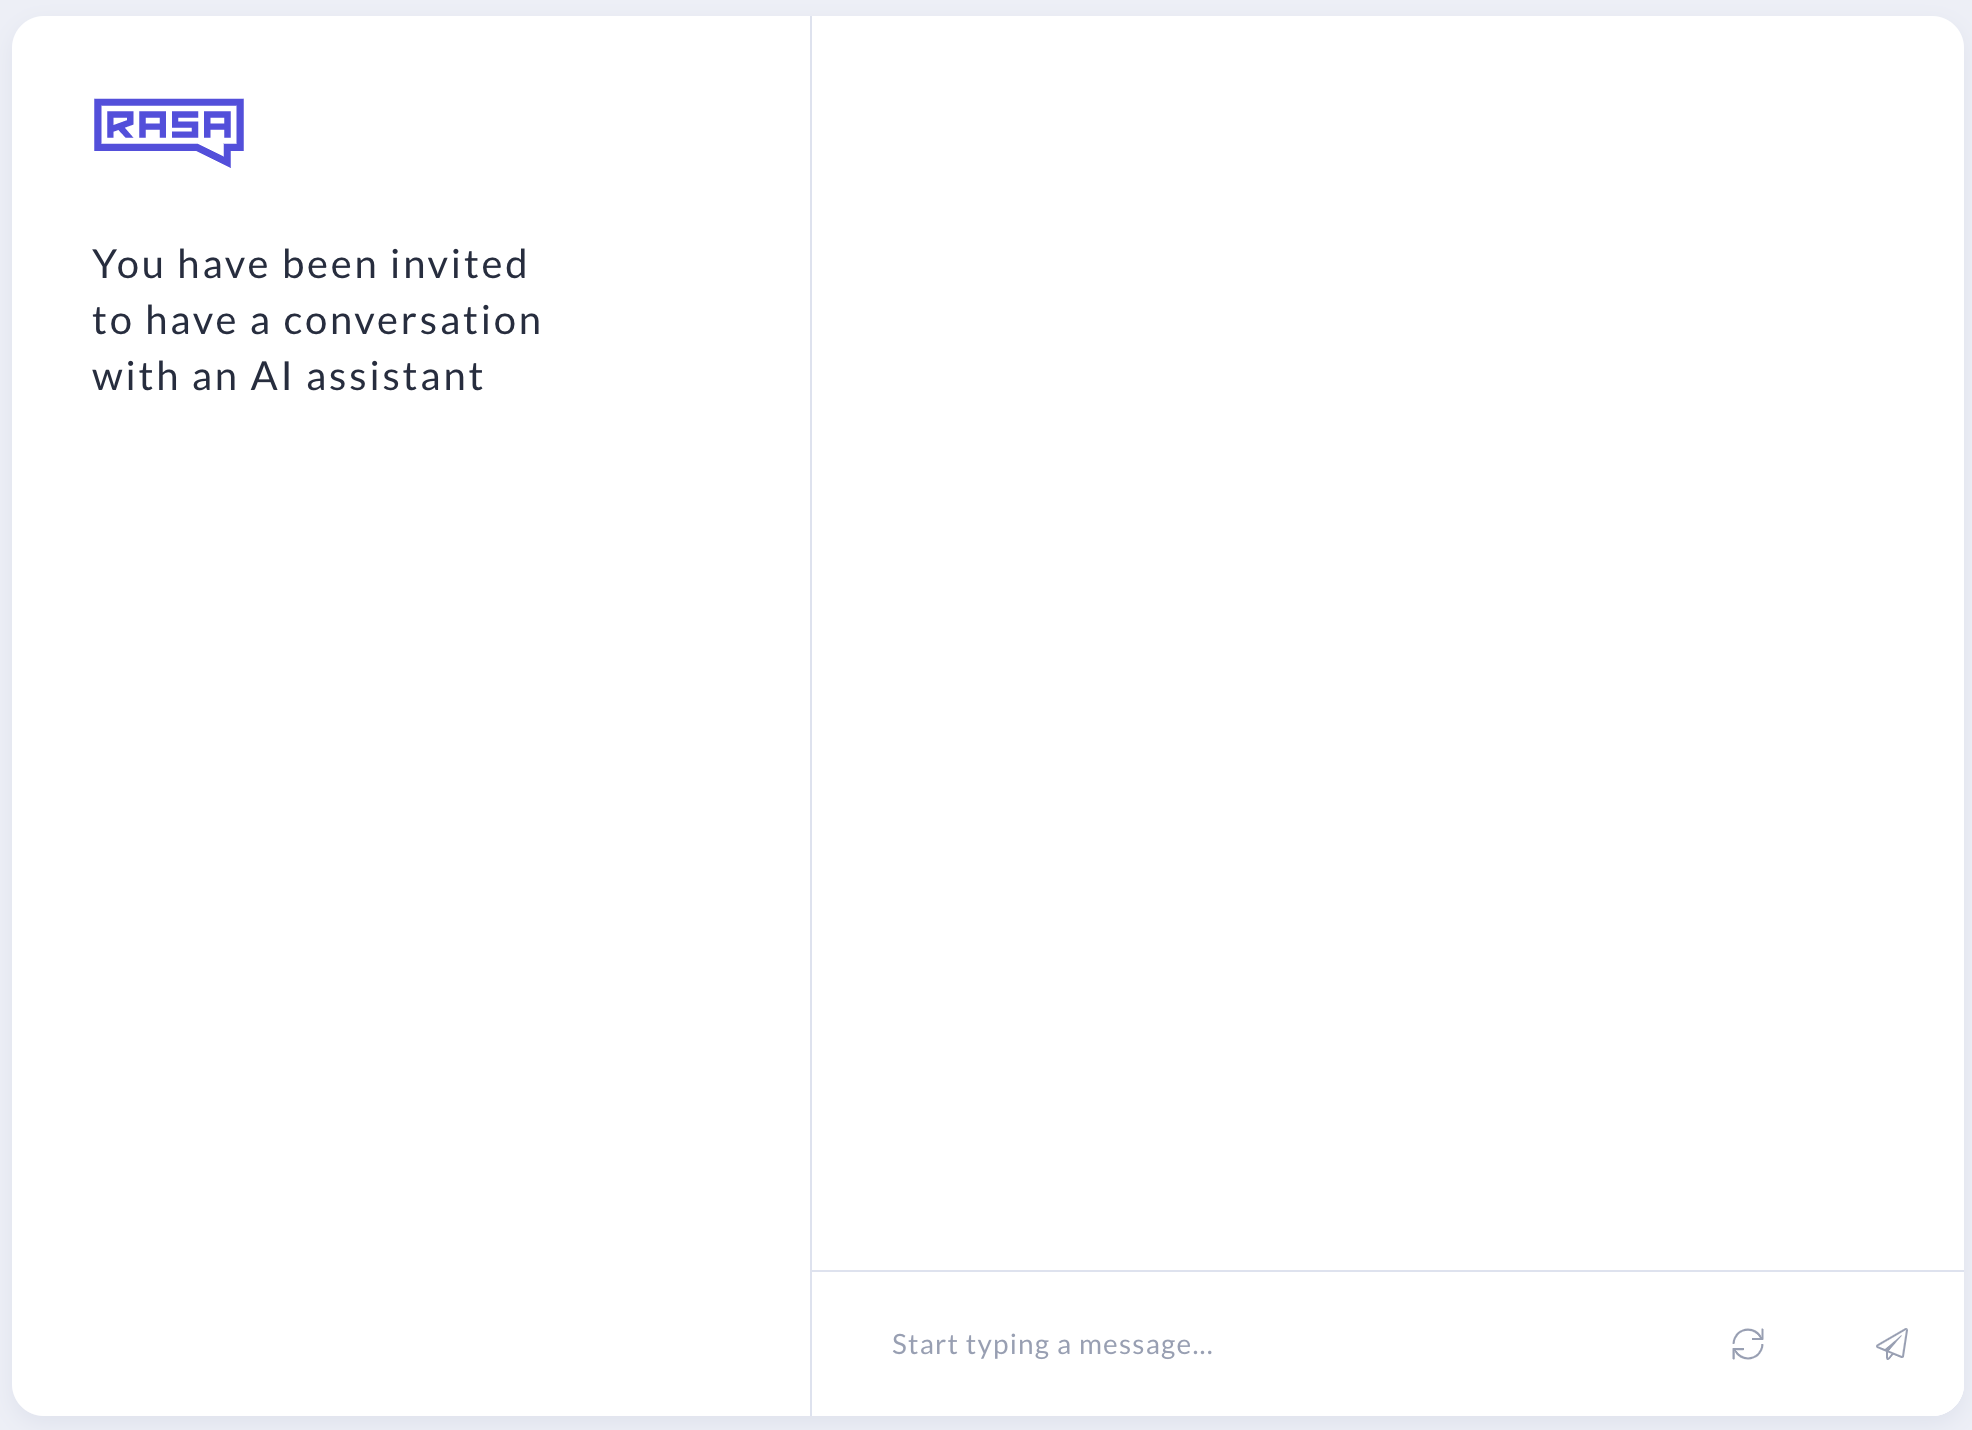 RASA
You have been invited
to have a conversation
with an AI assistant
Start typing a message...